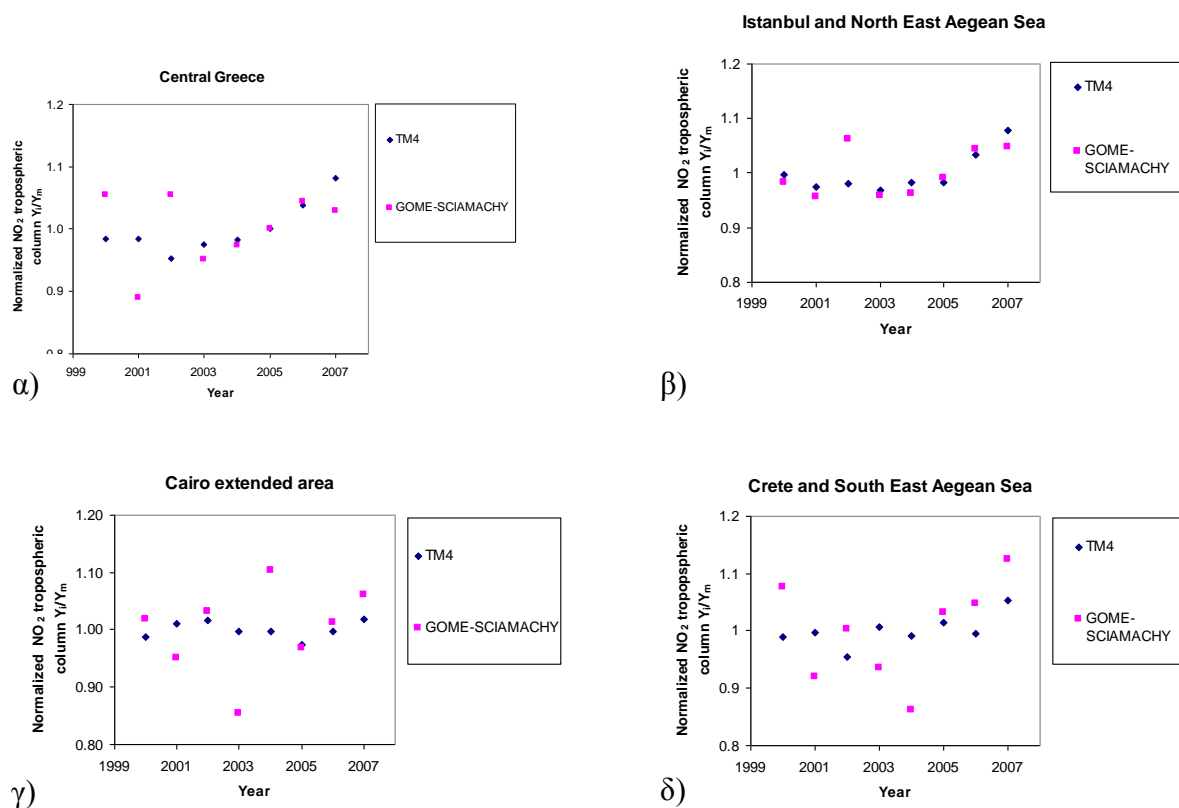 Central Greece
Normalized NO2 tropospheric
column Yi/Ym
1.2
1.1
1.0
0.9
0.8
999 2001 2003 2005 2007
Year
TM4
GOME-SCIAMACHY
α)
Istanbul and North East Aegean Sea
Normalized NO2 tropospheric
column Yi/Ym
1.2
1.1
1
0.9
0.8
1999 2001 2003 2005 2007
Year
TM4
GOME-
SCIAMACHY
β)
Cairo extended area
Normalized NO2 tropospheric
column Yi/Ym
1.20
1.10
1.00
0.90
0.80
1999 2001 2003 2005 2007
Year
TM4
GOME-SCIAMACHY
γ)
Crete and South East Aegean Sea
Normalized NO2 topospheric
column Yi/Ym
1.2
1.1
1
0.9
0.8
1999 2001 2003 2005 2007
Year
TM4
GOME-
SCIAMACHY
δ)